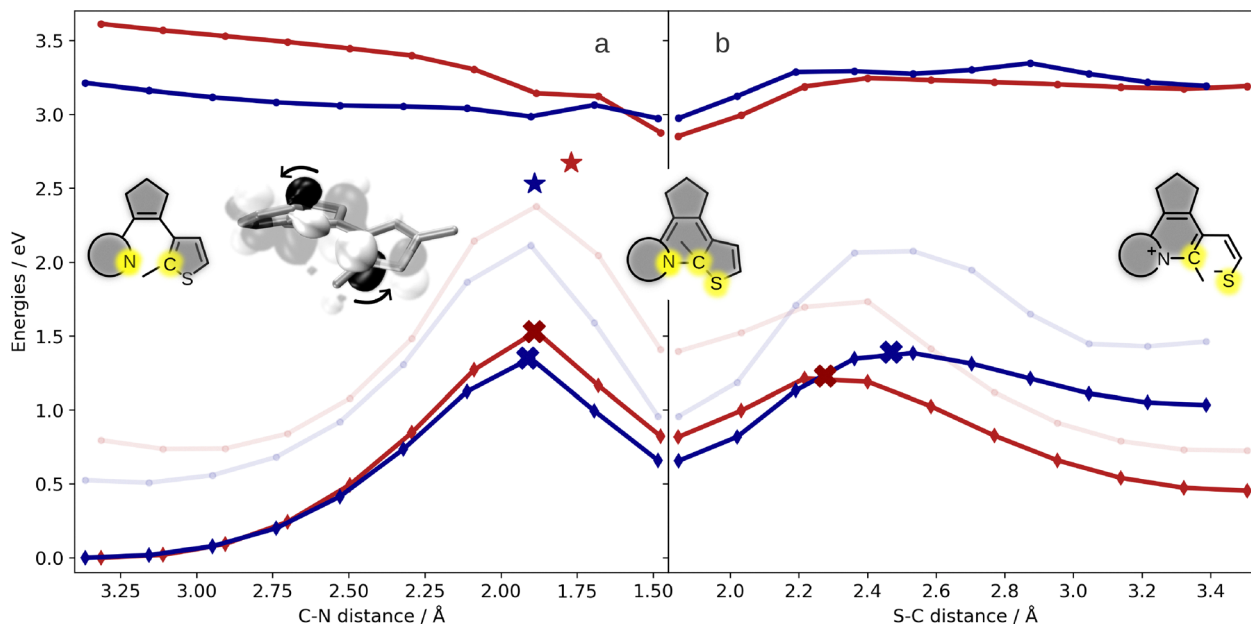 a
b
3.5
3.0
2.5
2.0
1.5
1.0
0.5
0.0
Energies / eV
N
C
S
N
C
S
+
N
C
-
S
3.25
3.00
2.75
2.50
2.25
2.00
1.75
1.50
2.0
2.2
2.4
2.6
2.8
3.0
3.2
3.4
C-N distance / Å
S-C distance / Å